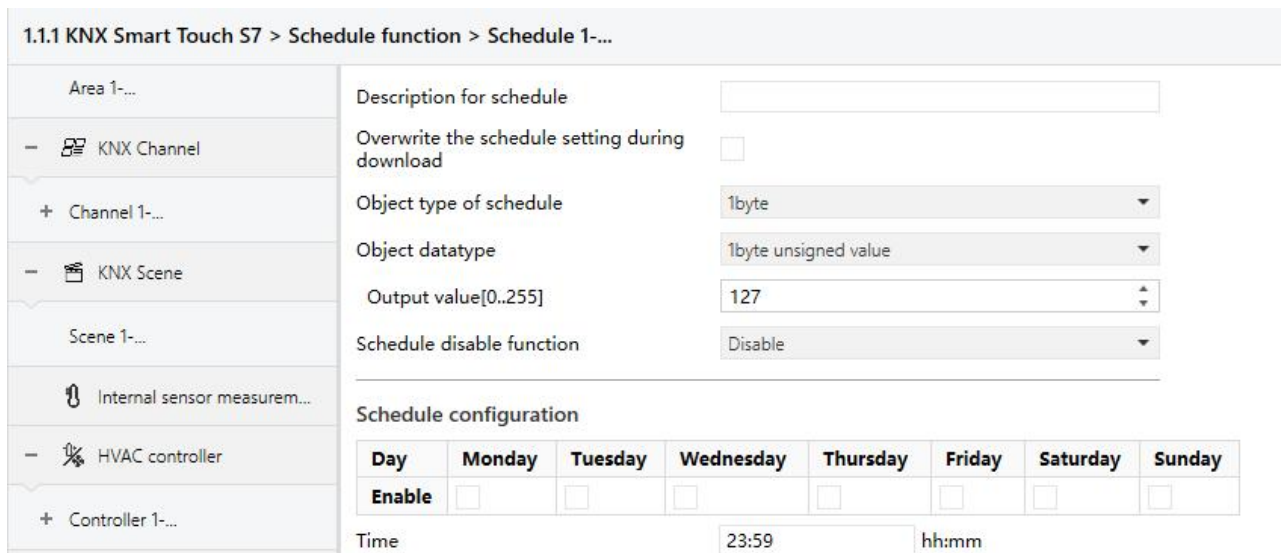 1.1.1 KNX Smart Touch S7 > Schedule function > Schedule 1-...
Area 1-...
KNX Channel
Channel 1-...
KNX Scene
Scene 1-...
Internal sensor measurem...
HVAC controller
Controller 1-...
Description for schedule
Overwrite the schedule setting during
download
Object type of schedule 1byte
Object datatype 1byte unsigned value
Output value[0..255] 127
Schedule disable function Disable
Schedule configuration
Day Monday Tuesday Wednesday Thursday Friday Saturday Sunday
Enable
Time 23:59 hh:mm